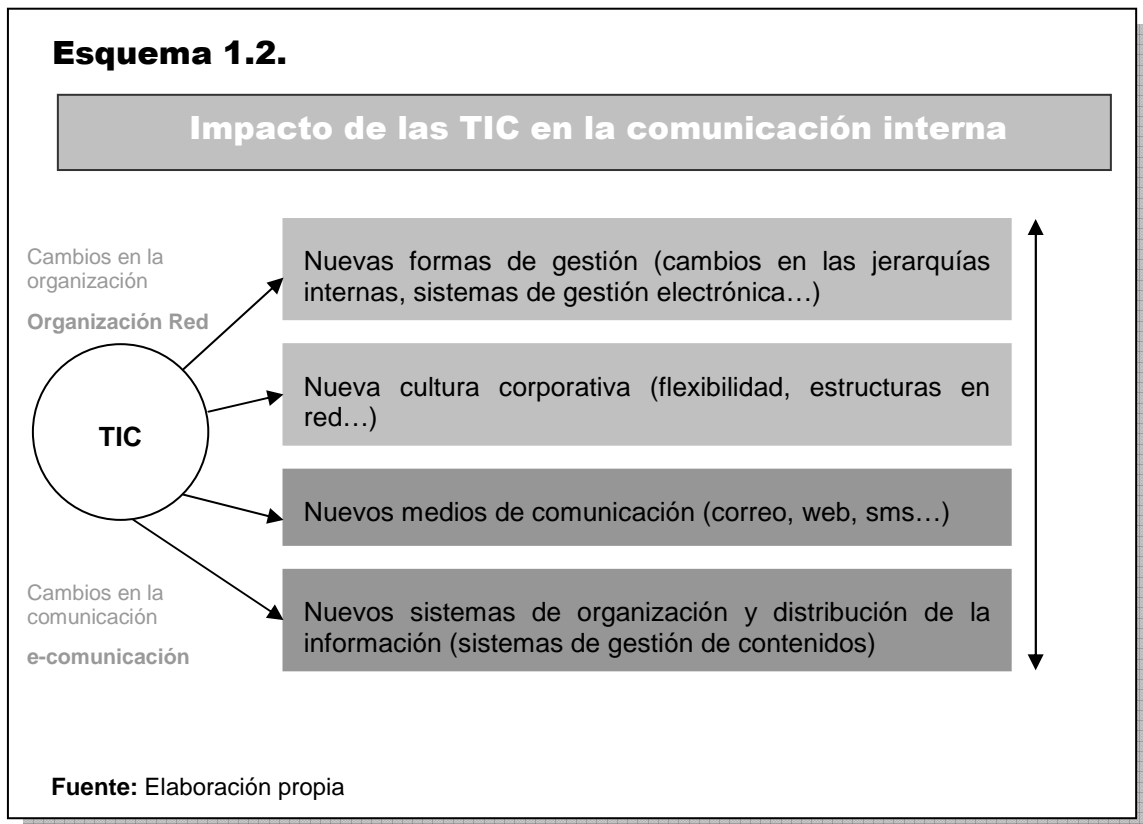 Esquema 1.2.
Impacto de las TIC en la comunicación interna
Cambios en la
organización
Organización Red
Nuevas formas de gestión (cambios en las jerarquías
internas, sistemas de gestión electrónica…)
Nueva cultura corporativa (flexibilidad, estructuras en
red…)
TIC
Nuevos medios de comunicación (correo, web, sms…)
Cambios en la
comunicación
e-comunicación
Nuevos sistemas de organización y distribución de la
información (sistemas de gestión de contenidos)
Fuente: Elaboración propia